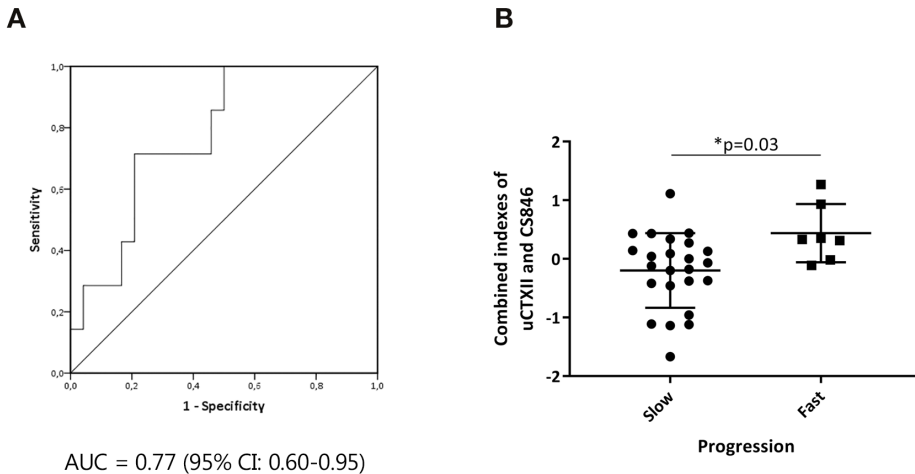 A
1,0
0,8
0,6
0,4
0,2
0,0
0,0 0,2 0,4 0,6 0,8 1,0
Sensitivity
1 - Specificity
AUC = 0.77 (95% CI: 0.60-0.95)
B
*p=0.03
2
1
0
-1
-2
Combined indexes of
uCTXII and CS846
Slow Fast
Progression